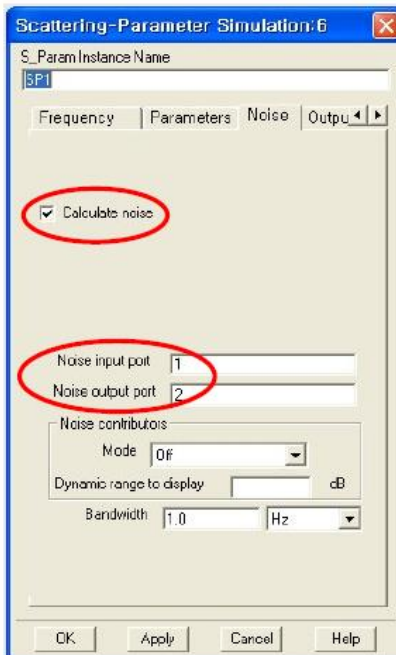 Scattering-Parameter Simulation:6
S_Param Instance Name
SP1
Frequency Parameters Noise Outpu
Calculate noise
Noise input port 1
Noise output port 2
Noise contributors
Mode Off
Dynamic range to display dB
Bandwidth 1.0 Hz
OK Apply Cancel Help